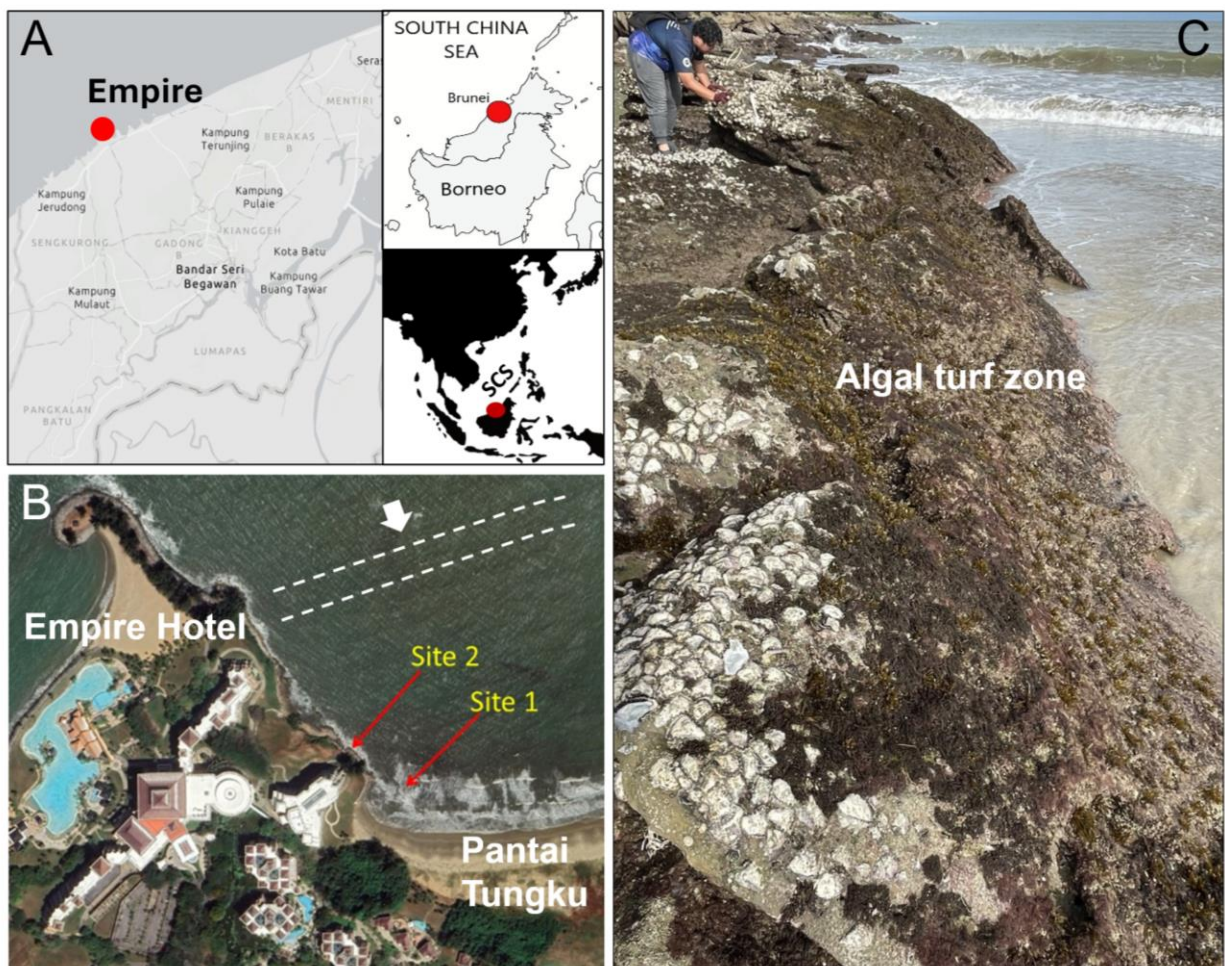 A
Empire
Seras
MENTIRI
Kampung
Terunjing
BERAKAS
B
Kampung
Jerudong
Kampung
Pulaie
KIANGGEH
SENGKURONG
GADONG
B
Kota Batu
Bandar Seri
Begawan
Kampung
Buang Tawar
Kampung
Mulaut
LUMAPAS
PANGKALAN
BATU
SOUTH CHINA
SEA
Brunei
Borneo
SCS
B
Empire Hotel
Site 2
Site 1
Pantai
Tungku
C
Algal turf zone